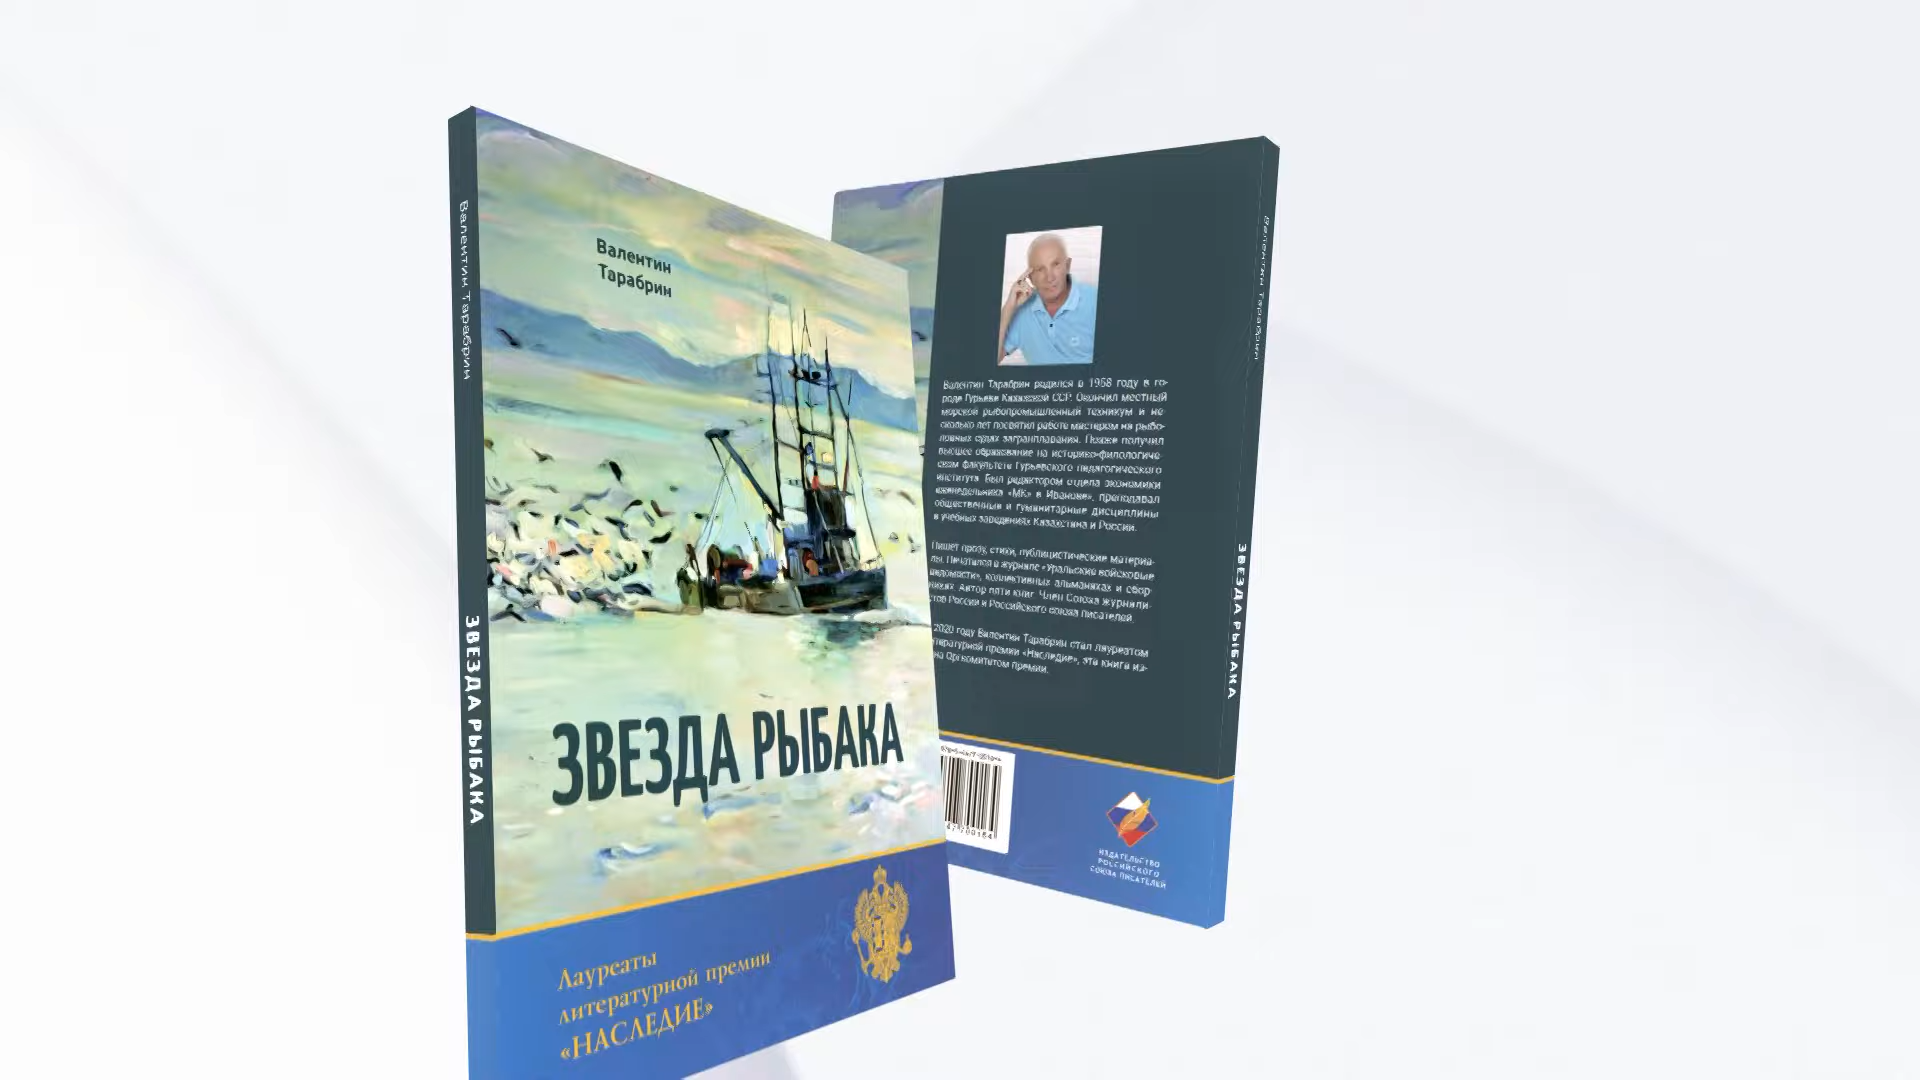 Валентин Тарабрин
ЗВЕЗДА РЫБАКА
Валентин
Тарабрин
ЗВЕЗДА РЫБАКА
Лауреаты
литературной премии
«НАСЛЕДИЕ»
Валентин Тарабрин родился в 1958 году в го-
роде Гурьеве Казахской ССР. Окончил местный
морской рыбопромышленный техникум и не-
сколько лет посвятил работе мастером на рыбо-
ловных судах загранплавания. Позже получил
высшее образование на историко-филологиче-
ском факультете Гурьевского педагогического
института. Был редактором отдела экономики
еженедельника «МК» в Иванове», преподавал
общественные и гуманитарные дисциплины
в учебных заведениях Казахстана и России.
Пишет прозу, стихи, публицистические материа-
лы. Печатался в журнале «Уральские войсковые
ведомости», коллективных альманахах и сбор-
никах. Автор пяти книг. Член Союза журнали-
стов России и Российского союза писателей.
2020 году Валентин Тарабрин стал лауреатом
тературной премии «Наследие», эта книга из-
на Оргкомитетом премии.
ИЗДАТЕЛЬСТВО
РОССИЙСКОГО
СОЮЗА ПИСАТЕЛЕЙ
Валентин Тарабрин
ЗВЕЗДА РЫБАКА